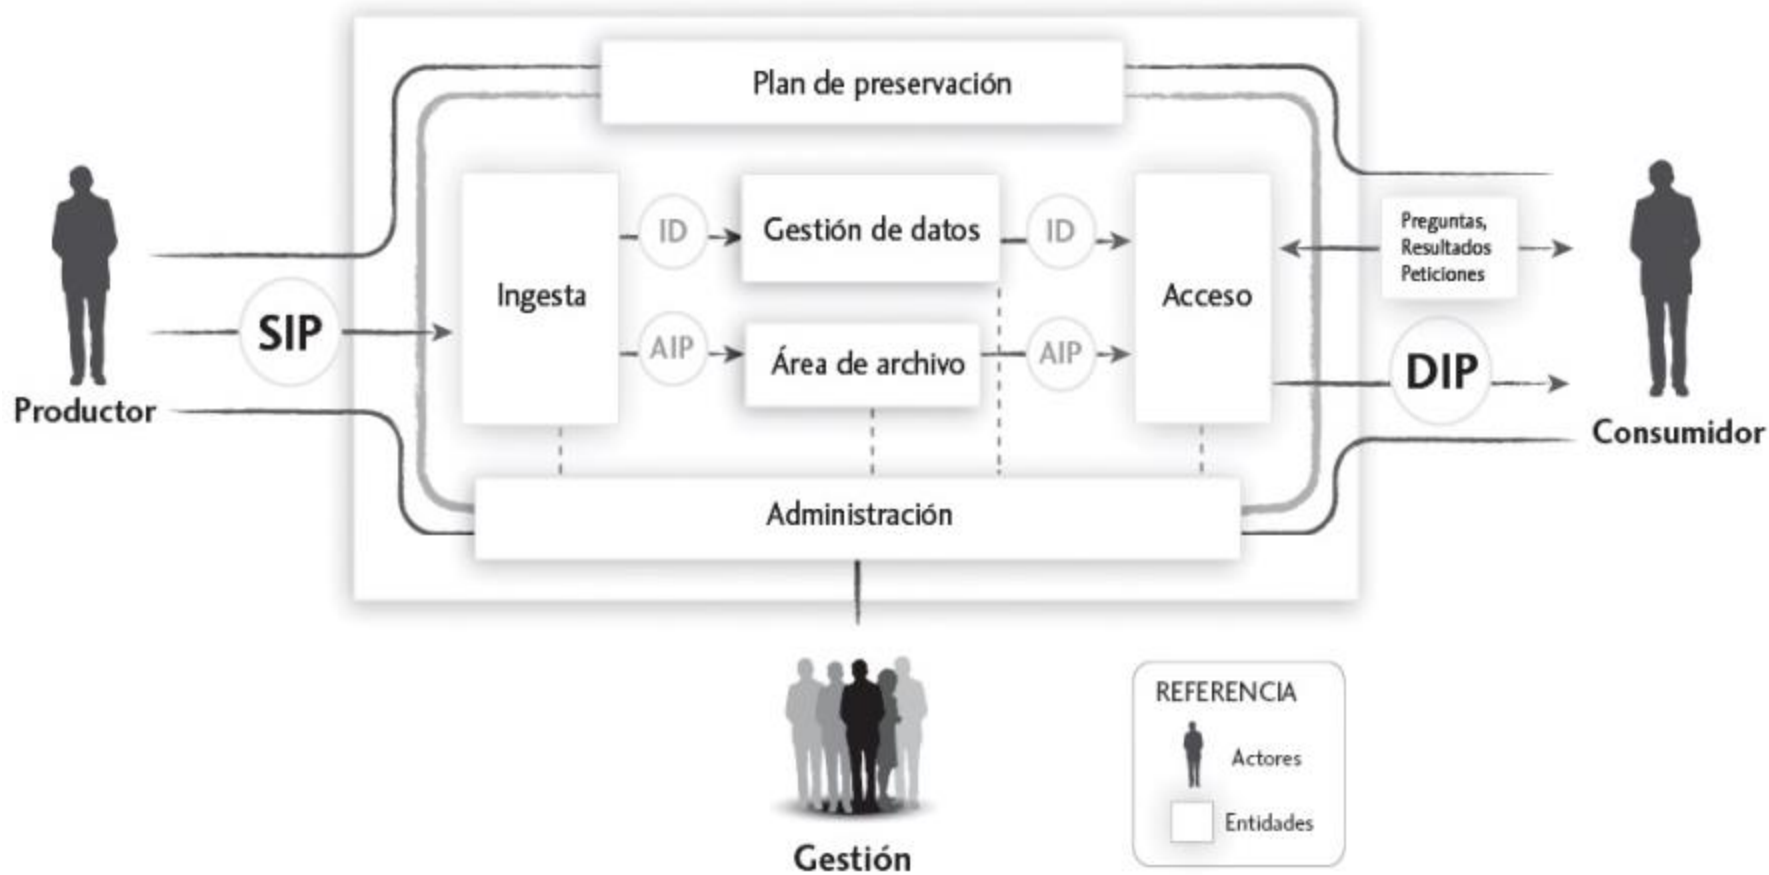 Plan de preservación
ID
Gestión de datos
ID
Preguntas,
Resultados
Peticiones
Ingesta
Acceso
SIP
AIP
Área de archivo
AIP
DIP
Productor
Consumidor
Administración
REFERENCIA
Actores
Entidades
Gestión